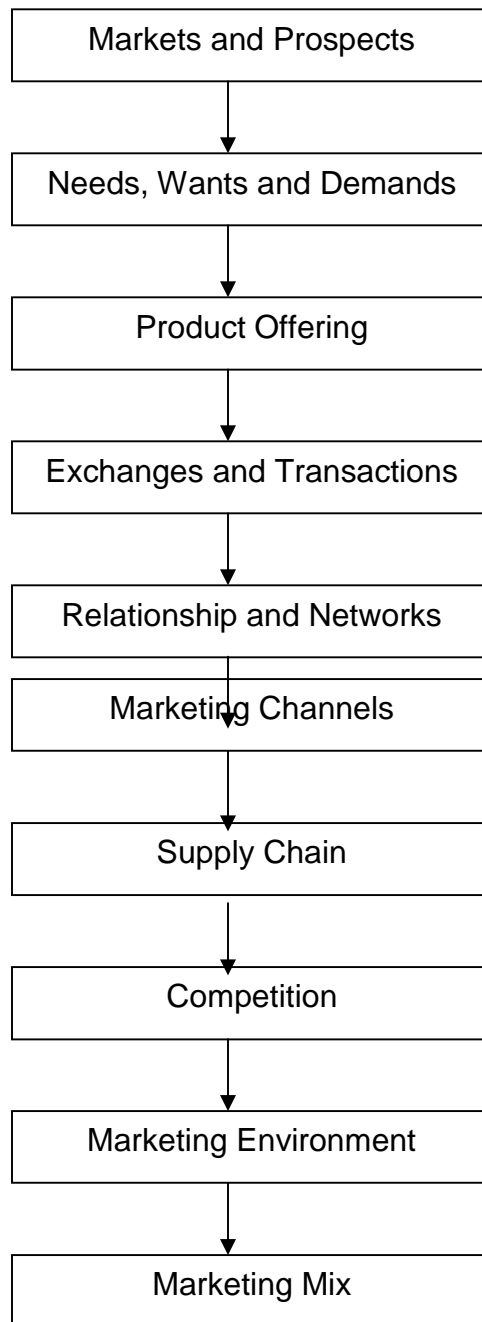 Markets and Prospects
Needs, Wants and Demands
Product Offering
Exchanges and Transactions
Relationship and Networks
Marketing Channels
Supply Chain
Competition
Marketing Environment
Marketing Mix